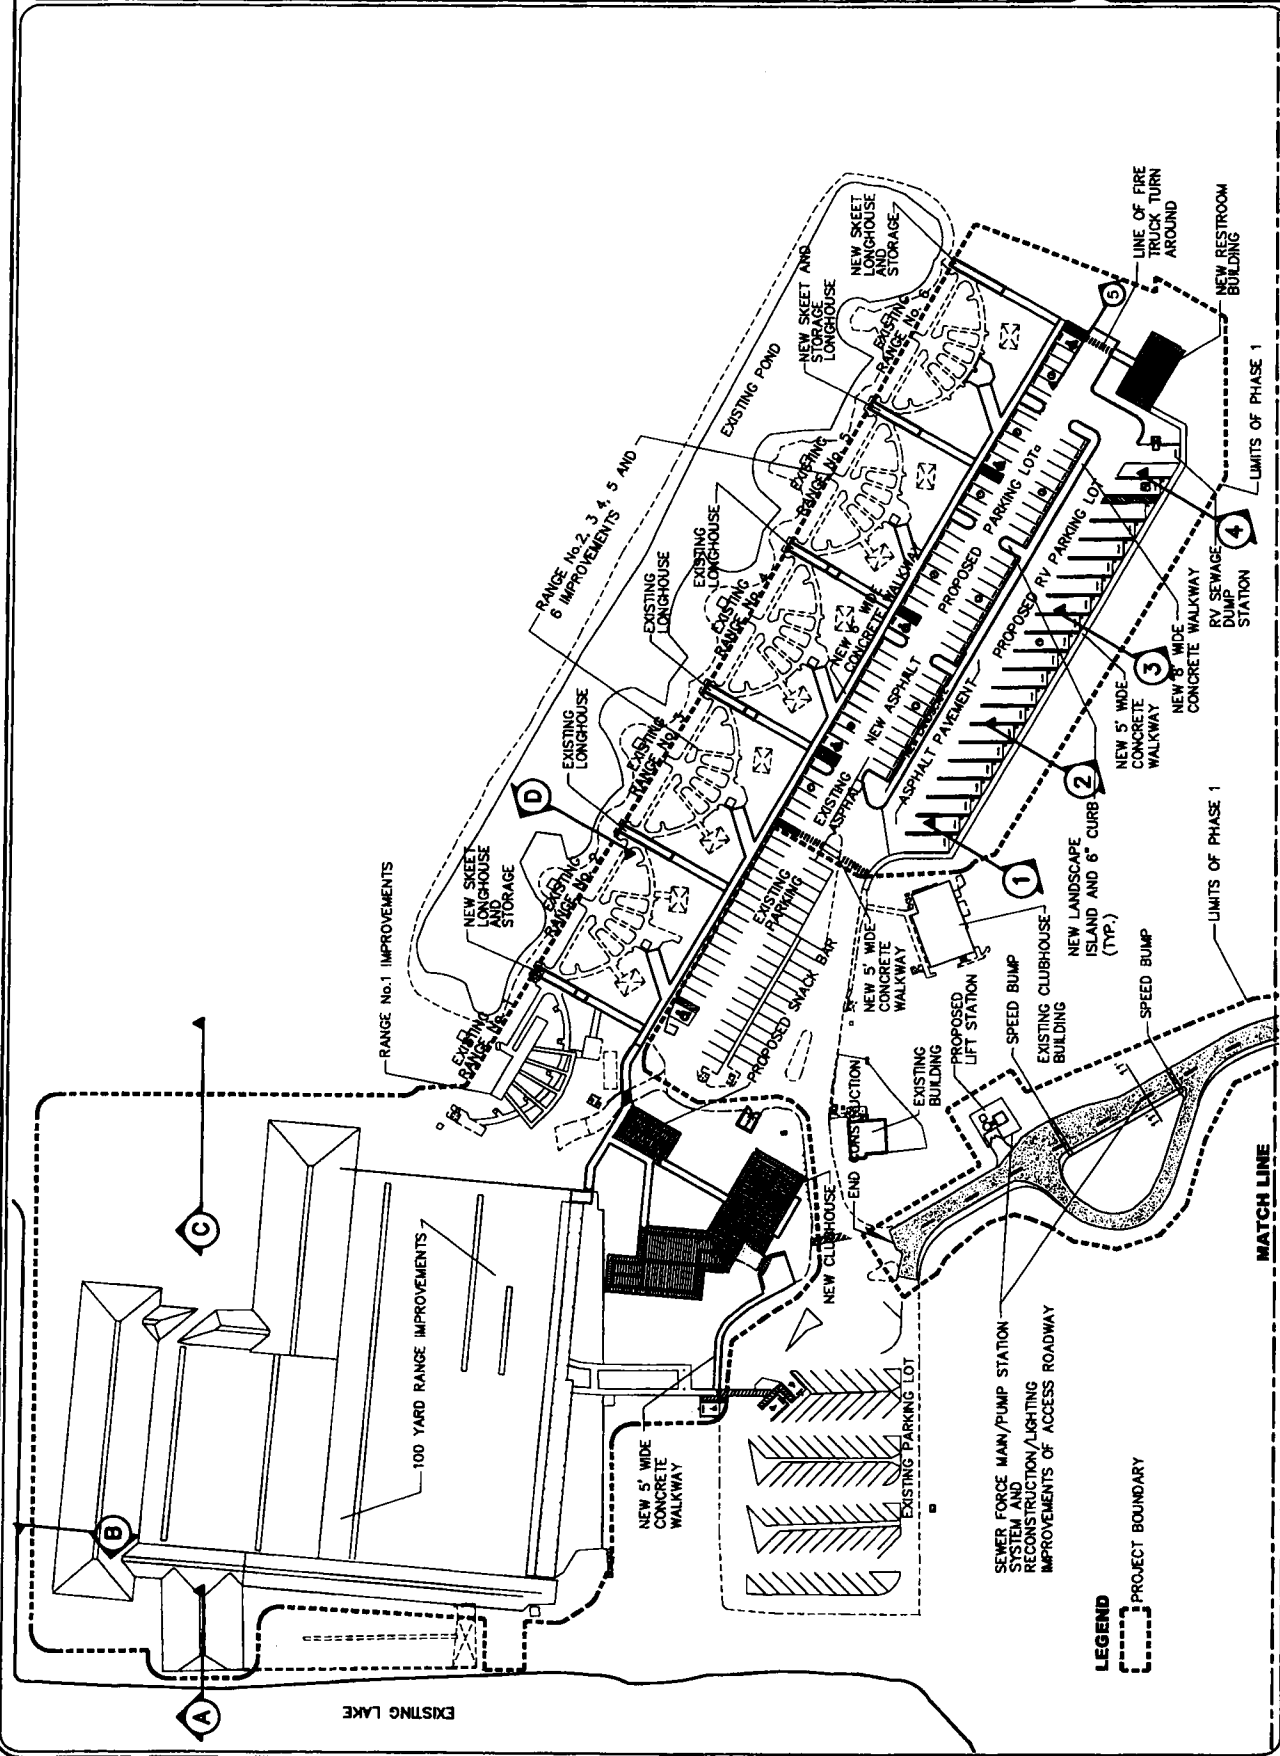 RANGE No.1 IMPROVEMENTS
NEW SKEET
LONGHOUSE
AND
STORAGE
EXISTING
LONGHOUSE
EXISTING
LONGHOUSE
EXISTING
LONGHOUSE
RANGE No.2, 3, 4, 5 AND
6 IMPROVEMENTS
EXISTING POND
NEW SKEET AND
STORAGE
LONGHOUSE
NEW SKEET
LONGHOUSE
AND
STORAGE
EXISTING
EXISTING
RANGE No. 2
EXISTING
RANGE No.
EXISTING
RANGE No. 4
EXISTING
RANGE No. 5
EXISTING
RANGE No. 6
A
B
C
D
100 YARD RANGE IMPROVEMENTS
EXISTING LAKE
NEW 5' WIDE
CONCRETE
WALKWAY
NEW CLUBHOUSE
PROPOSED SNACK BAR
EXISTING
PARKING
EXISTING
ASPHALT
NEW ASPHALT
PROPOSED PARKING LOT
NEW 6' WIDE
CONCRETE WALKWAY
ASPHALT PAVEMENT
PROPOSED RV PARKING LOT
LINE OF FIRE
TRUCK TURN
AROUND
NEW RESTROOM
BUILDING
LIMITS OF PHASE 1
RV SEWAGE
DUMP
STATION
NEW 8' WIDE
CONCRETE WALKWAY
NEW 5' WIDE
CONCRETE
WALKWAY
NEW LANDSCAPE
ISLAND AND 6" CURB
(TYP.)
1
2
3
4
5
LIMITS OF PHASE 1
NEW 5' WIDE
CONCRETE
WALKWAY
EXISTING CLUBHOUSE
BUILDING
SPEED BUMP
SPEED BUMP
PROPOSED
LIFT STATION
EXISTING
BUILDING
END CONSTRUCTION
EXISTING PARKING LOT
SEWER FORCE MAIN/PUMP STATION
SYSTEM AND
RECONSTRUCTION/LIGHTING
IMPROVEMENTS OF ACCESS ROADWAY
MATCH LINE
LEGEND
PROJECT BOUNDARY